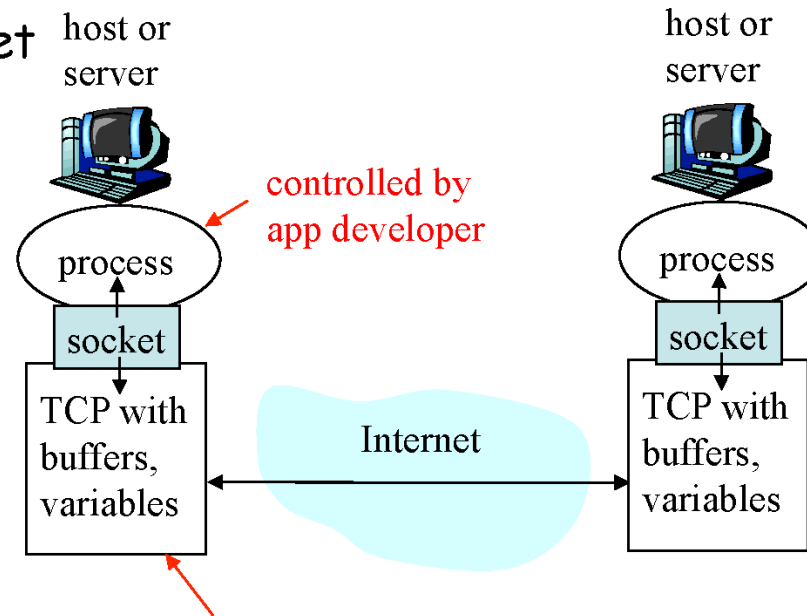 et
host or
server
controlled by
app developer
process
socket
TCP with
buffers,
variables
Internet
host or
server
process
socket
TCP with
buffers,
variables